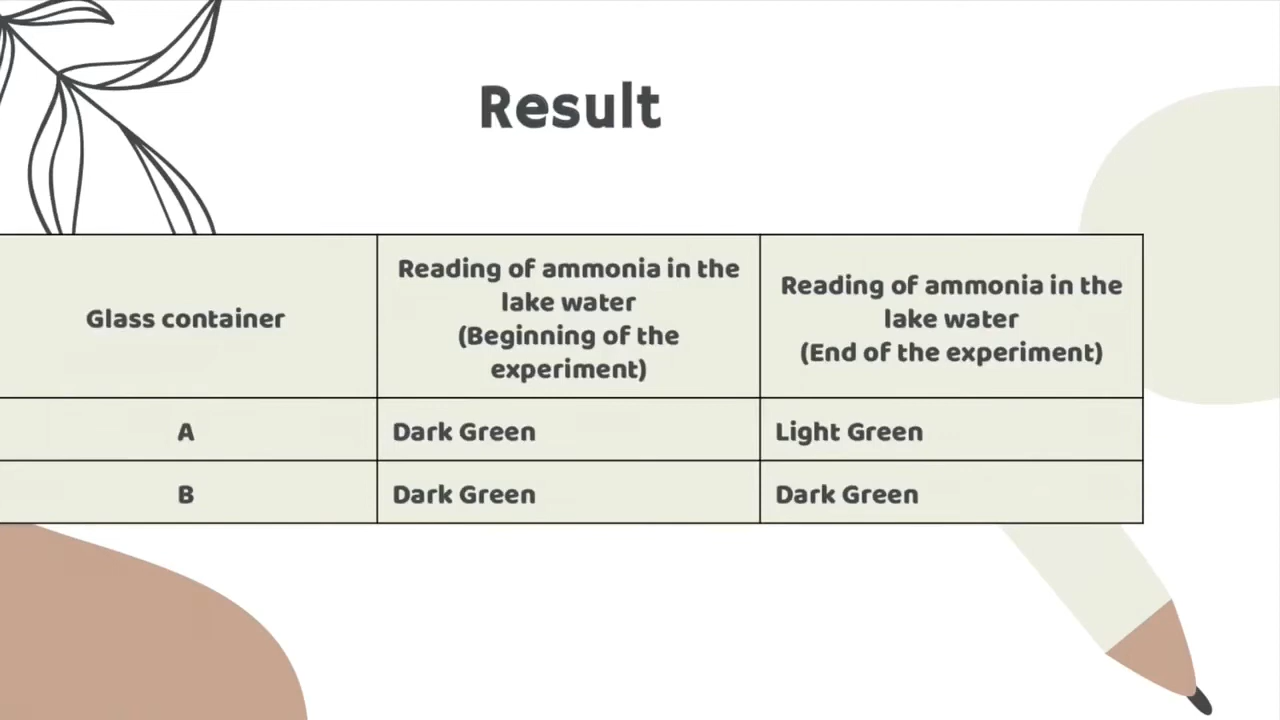 Result
Glass container
Reading of ammonia in the
lake water
(Beginning of the
experiment)
Reading of ammonia in the
lake water
(End of the experiment)
A
Dark Green
Light Green
B
Dark Green
Dark Green